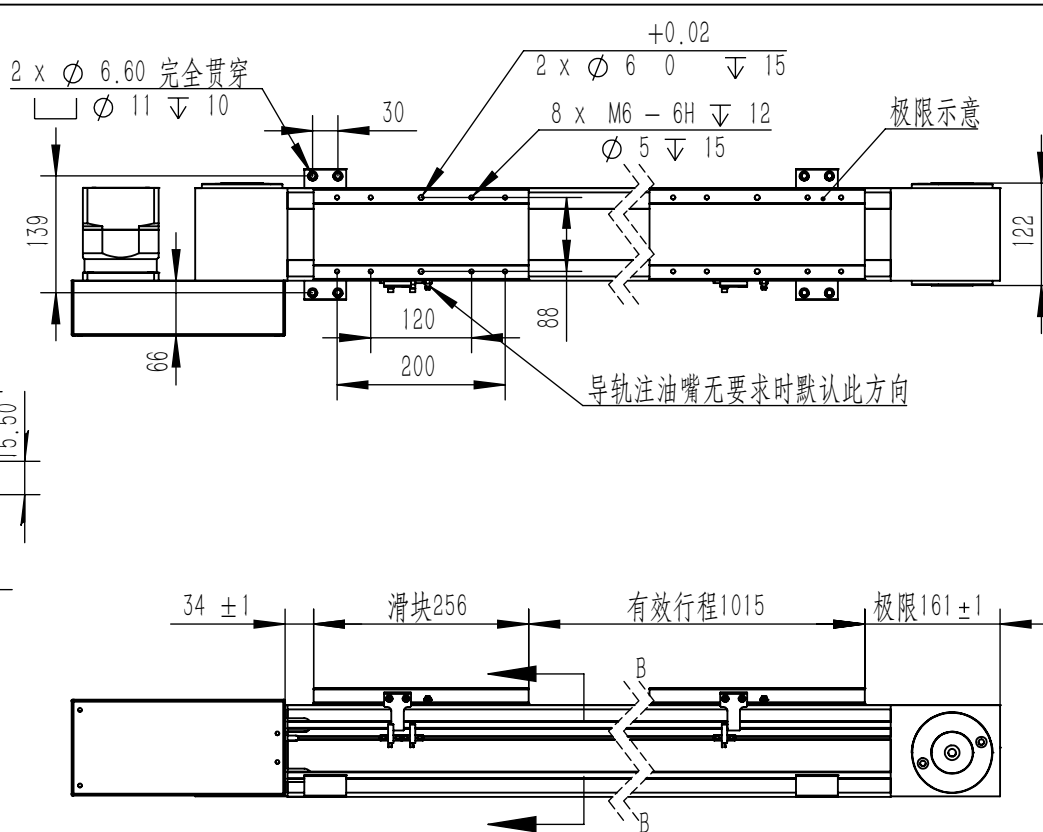 +0.02
2 x ∅ 6 0 ↧ 15
2 x ∅ 6.60 完全贯穿
⌴ ∅ 11 ↧ 10
30
8 x M6 - 6H ↧ 12
∅ 5 ↧ 15
极限示意
139
122
88
66
120
200
导轨注油嘴无要求时默认此方向
15.50
34 ±1
滑块256
有效行程1015
极限161±1
B
B